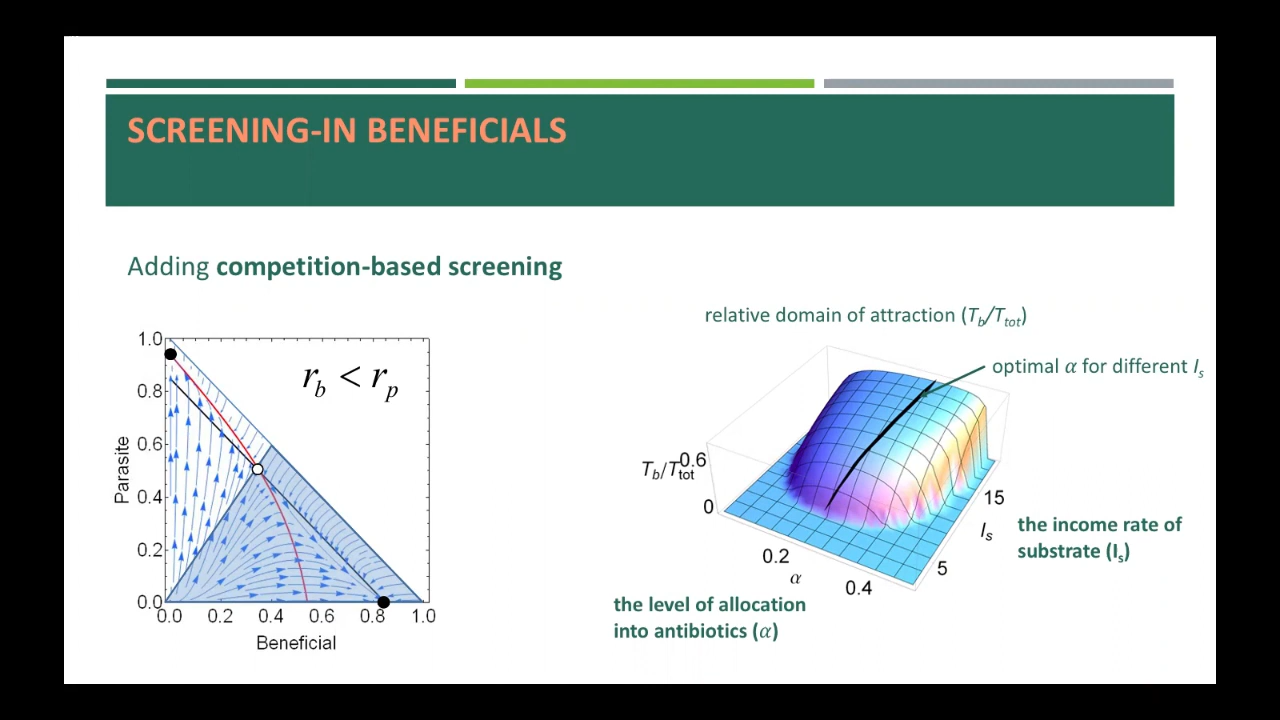 SCREENING-IN BENEFICIALS
Adding competition-based screening
1.0
0.8
0.6
0.4
0.2
0.0
Parasite
r_b < r_p
0.0 0.2 0.4 0.6 0.8 1.0
Beneficial
relative domain of attraction (T_b/T_tot)
optimal α for different I_s
T_b/T_tot
0.6
0
0.2
α
0.4
5
I_s
15
the income rate of
substrate (I_s)
the level of allocation
into antibiotics (α)